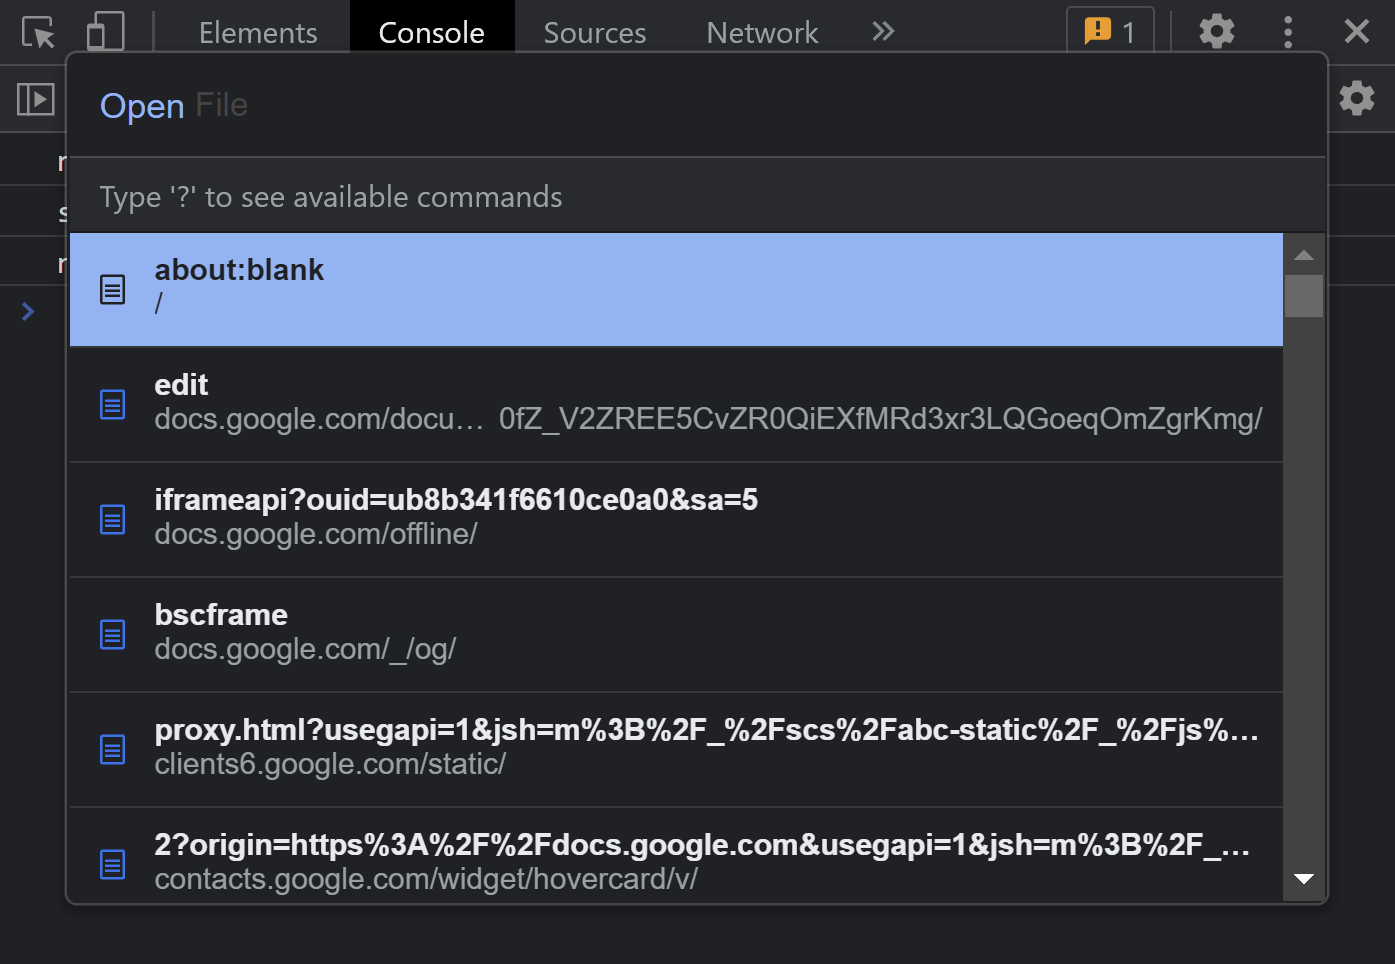 Elements Console Sources Network 1
Open File
Type '?' to see available commands
r
s
r
about:blank
/
edit
docs.google.com/docu… 0fZ_V2ZREE5CvZR0QiEXfMRd3xr3LQGoeqOmZgrKmg/
iframeapi?ouid=ub8b341f6610ce0a0&sa=5
docs.google.com/offline/
bscframe
docs.google.com/_/og/
proxy.html?usegapi=1&jsh=m%3B%2F_%2Fscs%2Fabc-static%2F_%2Fjs%…
clients6.google.com/static/
2?origin=https%3A%2F%2Fdocs.google.com&usegapi=1&jsh=m%3B%2F_…
contacts.google.com/widget/hovercard/v/